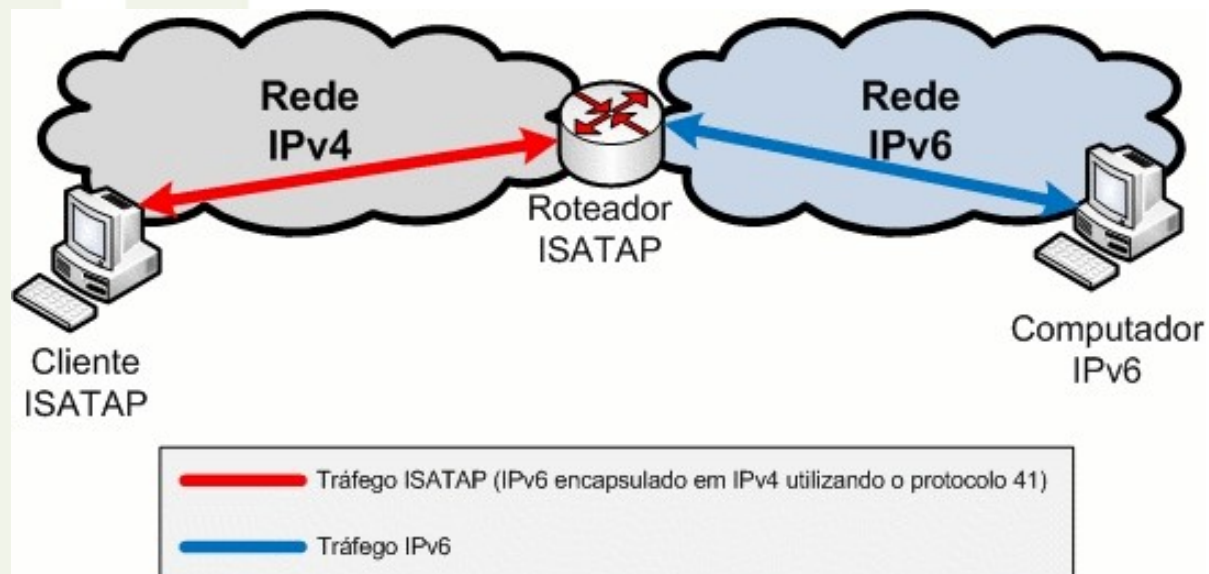 Rede
IPv4
Rede
IPv6
Roteador
ISATAP
Cliente
ISATAP
Computador
IPv6
Tráfego ISATAP (IPv6 encapsulado em IPv4 utilizando o protocolo 41)
Tráfego IPv6